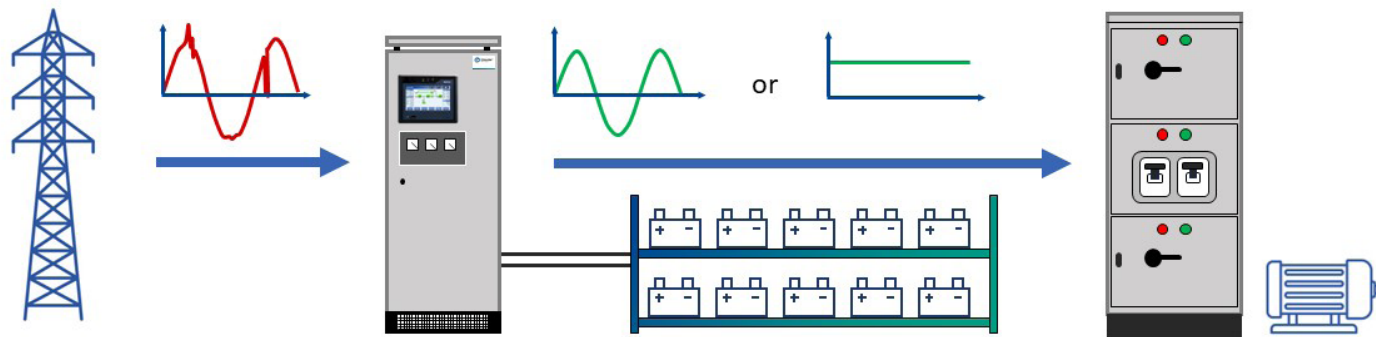 or
+ - + - + - + - + -
+ - + - + - + - + -